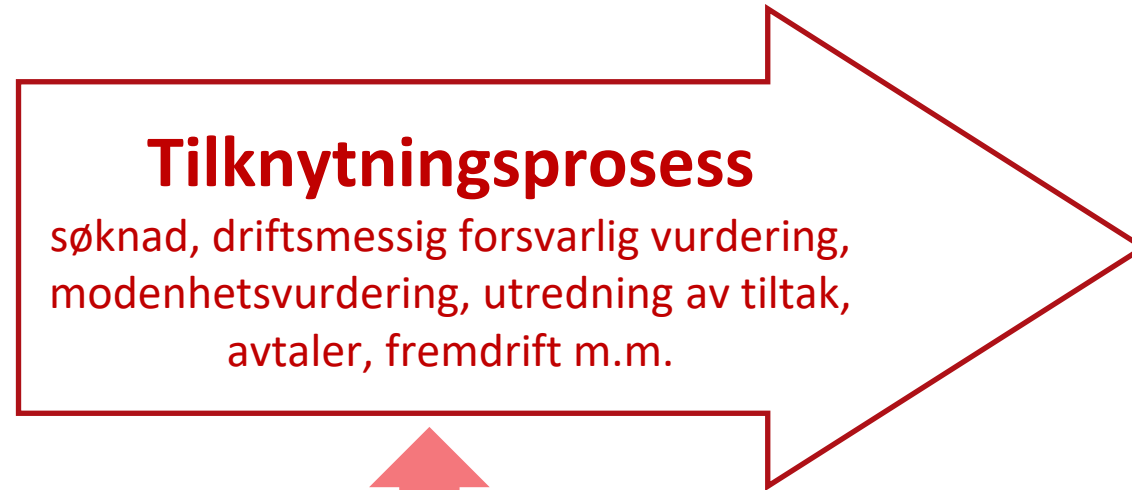 Tilknytningsprosess
søknad, driftsmessig forsvarlig vurdering,
modenhetsvurdering, utredning av tiltak,
avtaler, fremdrift m.m.